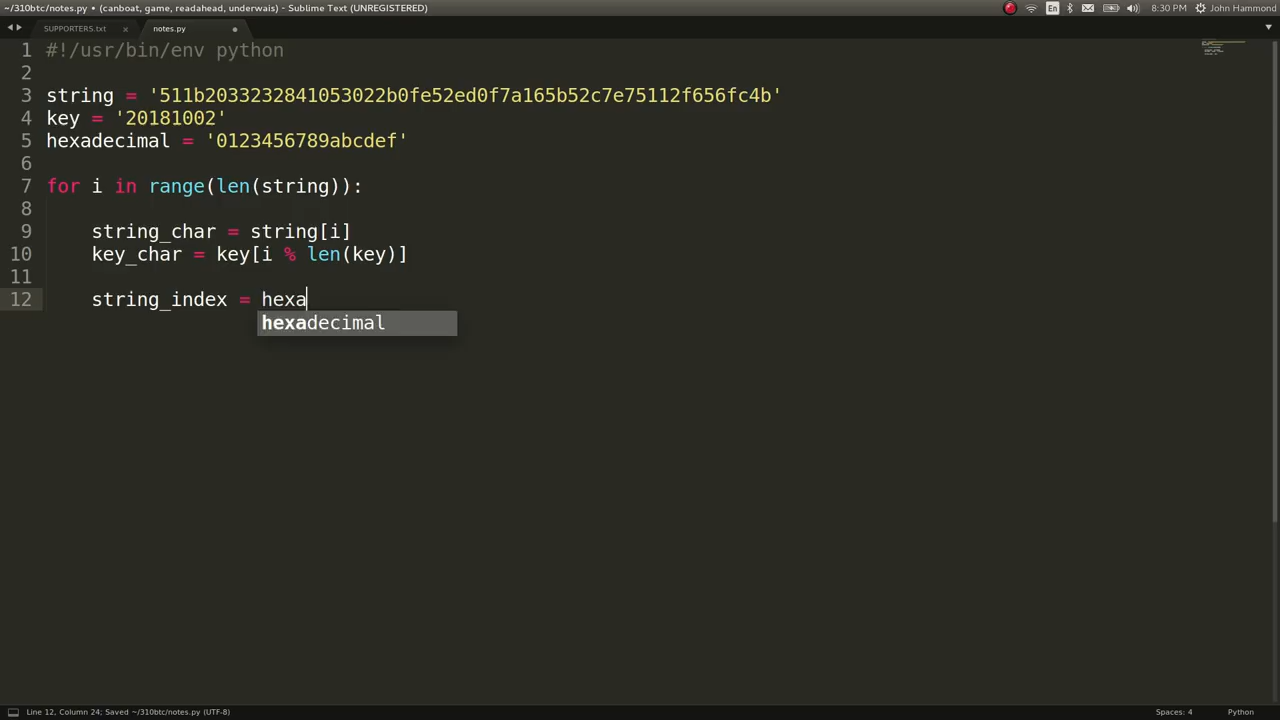 ~/310btc/notes.py • (canboat, game, readahead, underwais) - Sublime Text (UNREGISTERED)
En
8:30 PM
John Hammond
SUPPORTERS.txt
notes.py
1 #!/usr/bin/env python
2
3 string = '511b2033232841053022b0fe52ed0f7a165b52c7e75112f656fc4b'
4 key = '20181002'
5 hexadecimal = '0123456789abcdef'
6
7 for i in range(len(string)):
8
9 string_char = string[i]
10 key_char = key[i % len(key)]
11
12 string_index = hexa
hexadecimal
Line 12, Column 24; Saved ~/310btc/notes.py (UTF-8)
Spaces: 4
Python